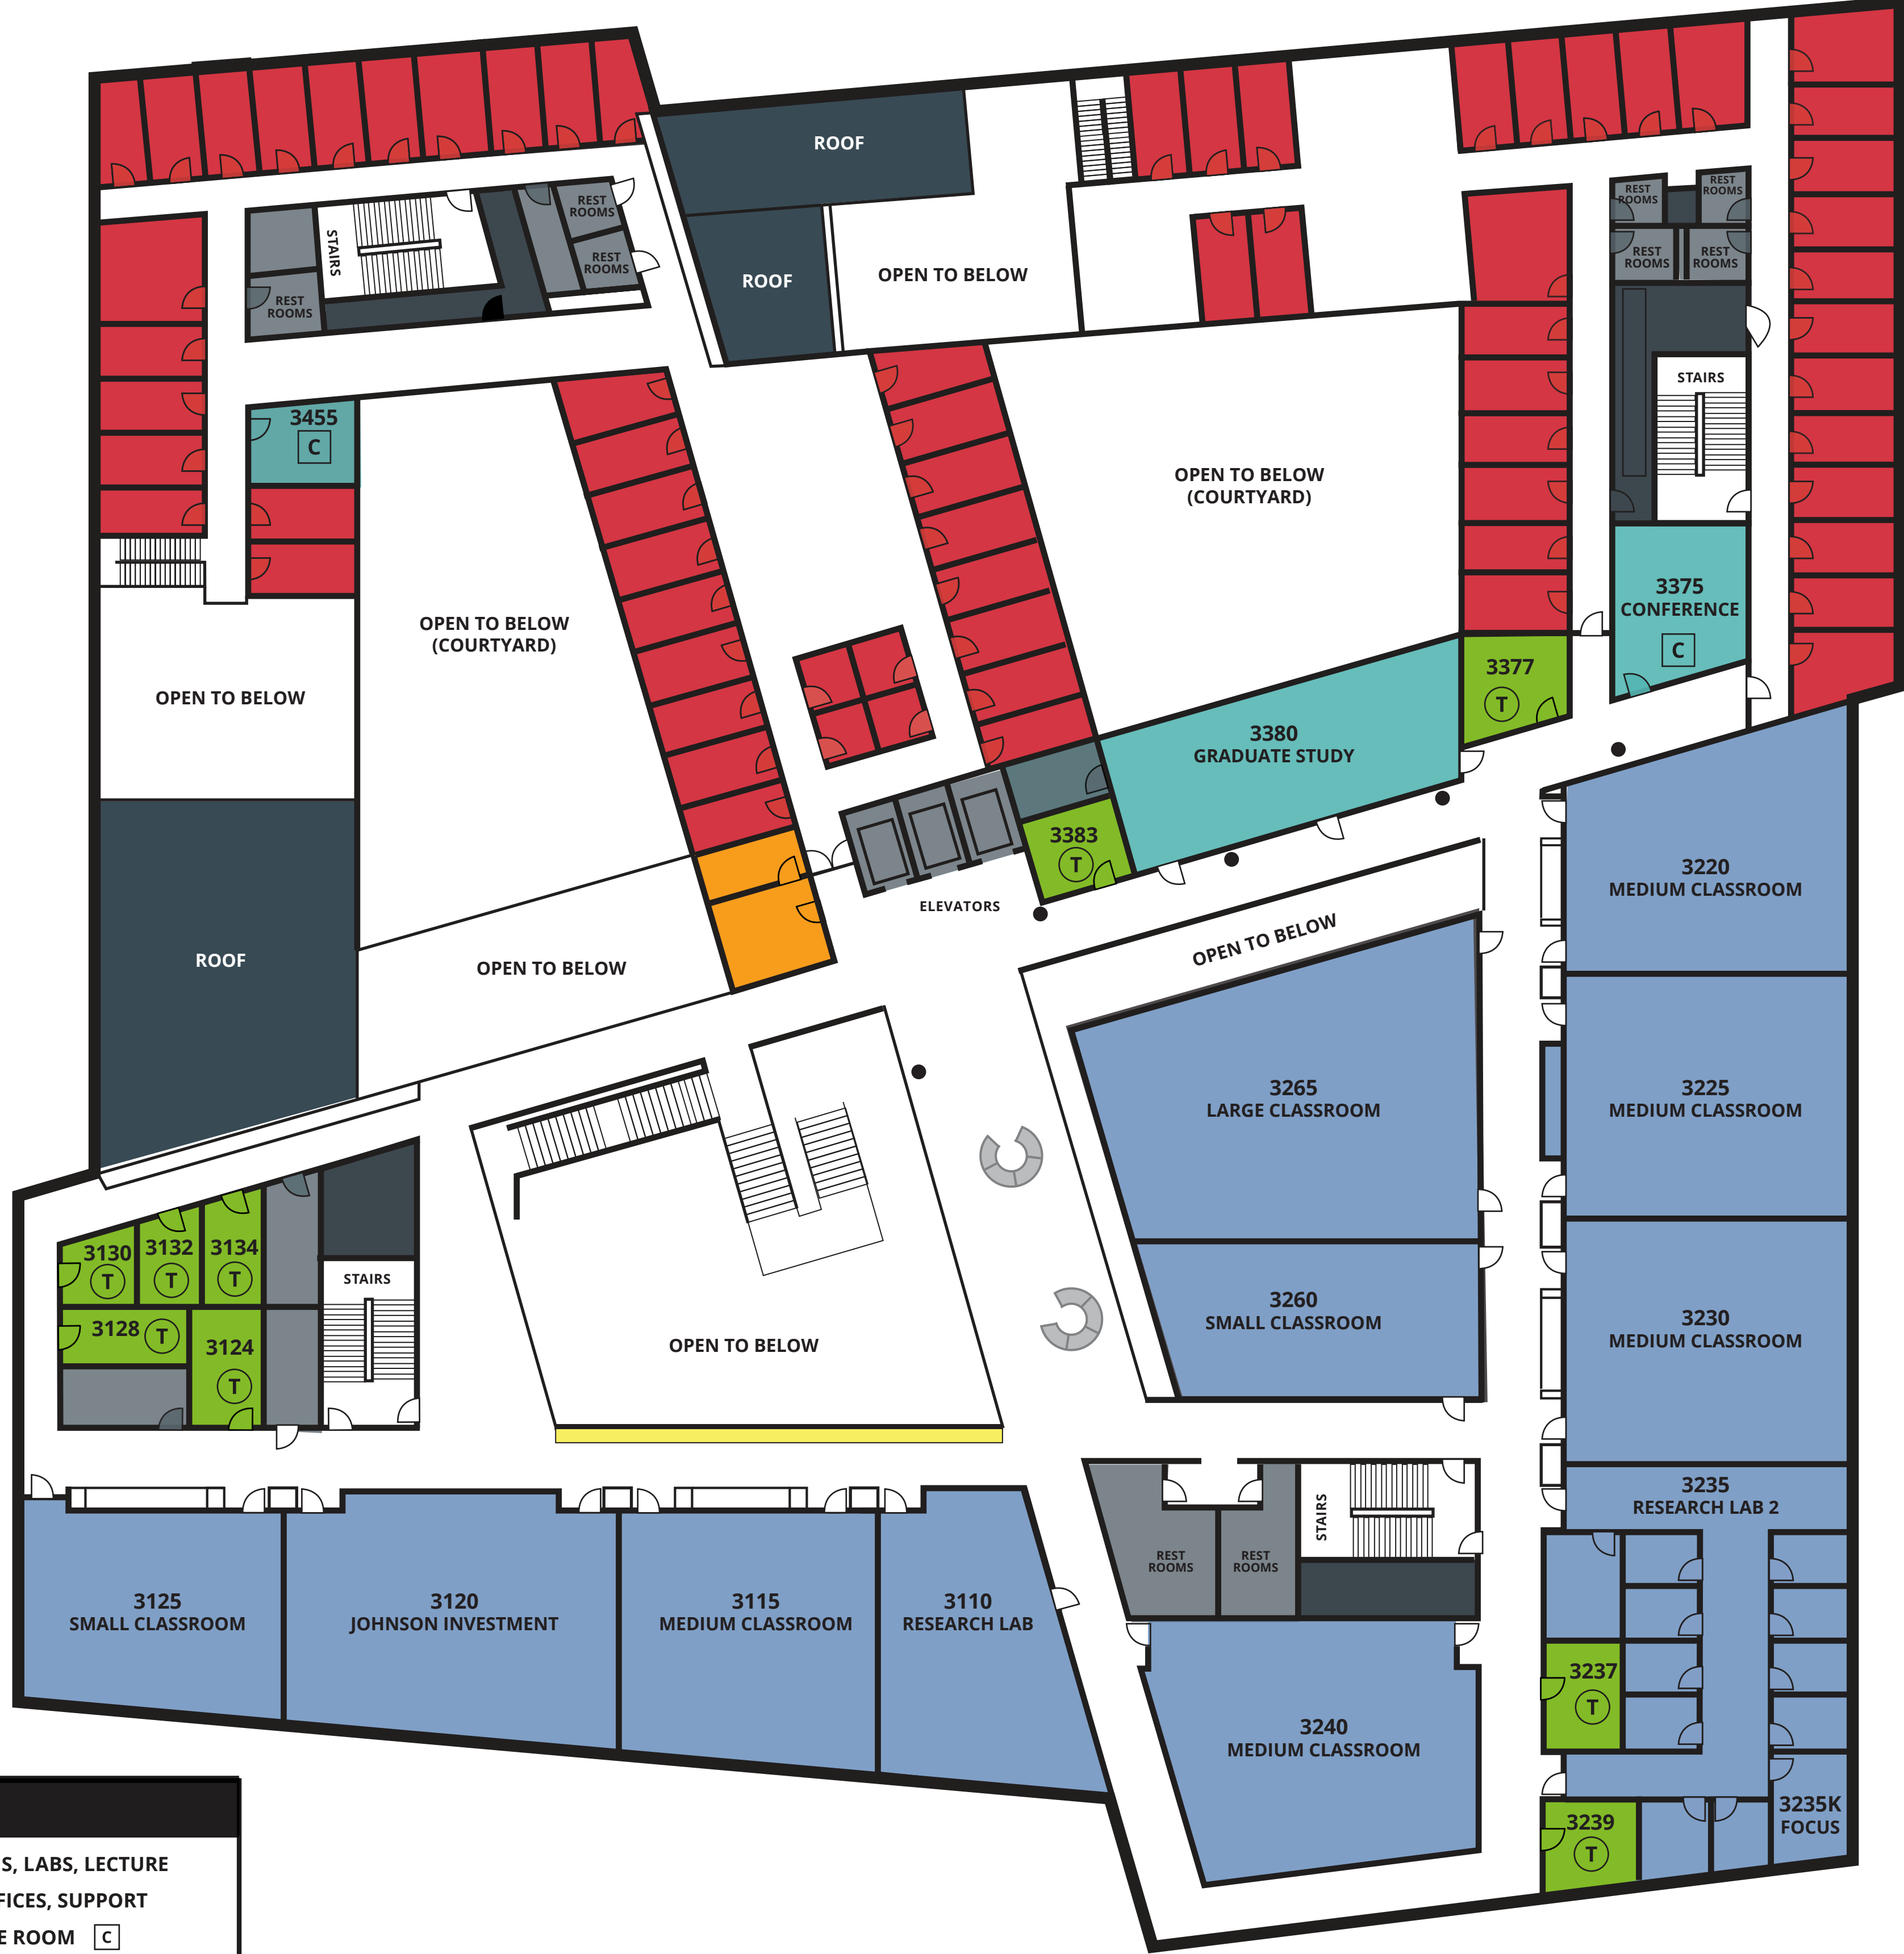 ROOF
REST
ROOMS
REST
ROOMS
REST
ROOMS
STAIRS
REST
ROOMS
REST
ROOMS
REST
ROOMS
REST
ROOMS
ROOF
OPEN TO BELOW
STAIRS
3455
C
OPEN TO BELOW
(COURTYARD)
OPEN TO BELOW
(COURTYARD)
3375
CONFERENCE
C
OPEN TO BELOW
3377
T
3380
GRADUATE STUDY
3383
T
ELEVATORS
3220
MEDIUM CLASSROOM
OPEN TO BELOW
ROOF
OPEN TO BELOW
3265
LARGE CLASSROOM
3225
MEDIUM CLASSROOM
3130
T
3132
T
3134
T
STAIRS
3128
T
3124
T
OPEN TO BELOW
3260
SMALL CLASSROOM
3230
MEDIUM CLASSROOM
3235
RESEARCH LAB 2
STAIRS
REST
ROOMS
REST
ROOMS
3125
SMALL CLASSROOM
3120
JOHNSON INVESTMENT
3115
MEDIUM CLASSROOM
3110
RESEARCH LAB
3237
T
3240
MEDIUM CLASSROOM
3235K
FOCUS
3239
T
S, LABS, LECTURE
FICES, SUPPORT
E ROOM C